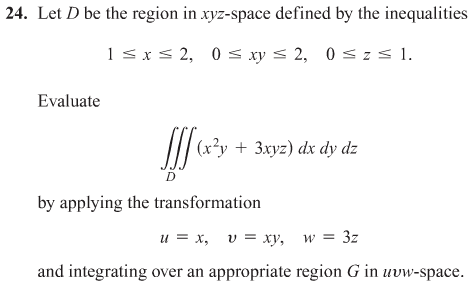 24. Let D be the region in xyz-space defined by the inequalities
1 ≤ x ≤ 2, 0 ≤ xy ≤ 2, 0 ≤ z ≤ 1.
Evaluate
∭_D (x²y + 3xyz) dx dy dz
by applying the transformation
u = x, v = xy, w = 3z
and integrating over an appropriate region G in uvw-space.